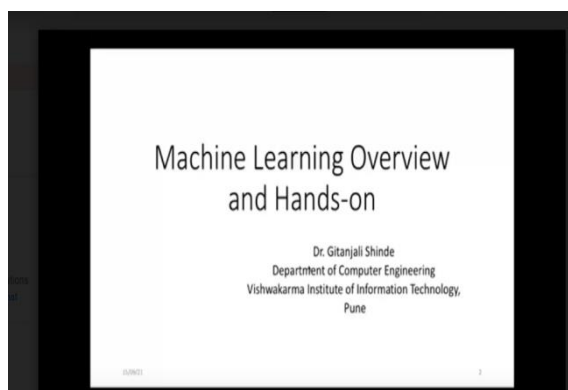 Machine Learning Overview
and Hands-on
Dr. Gitanjali Shinde
Department of Computer Engineering
Vishwakarma Institute of Information Technology,
Pune
2